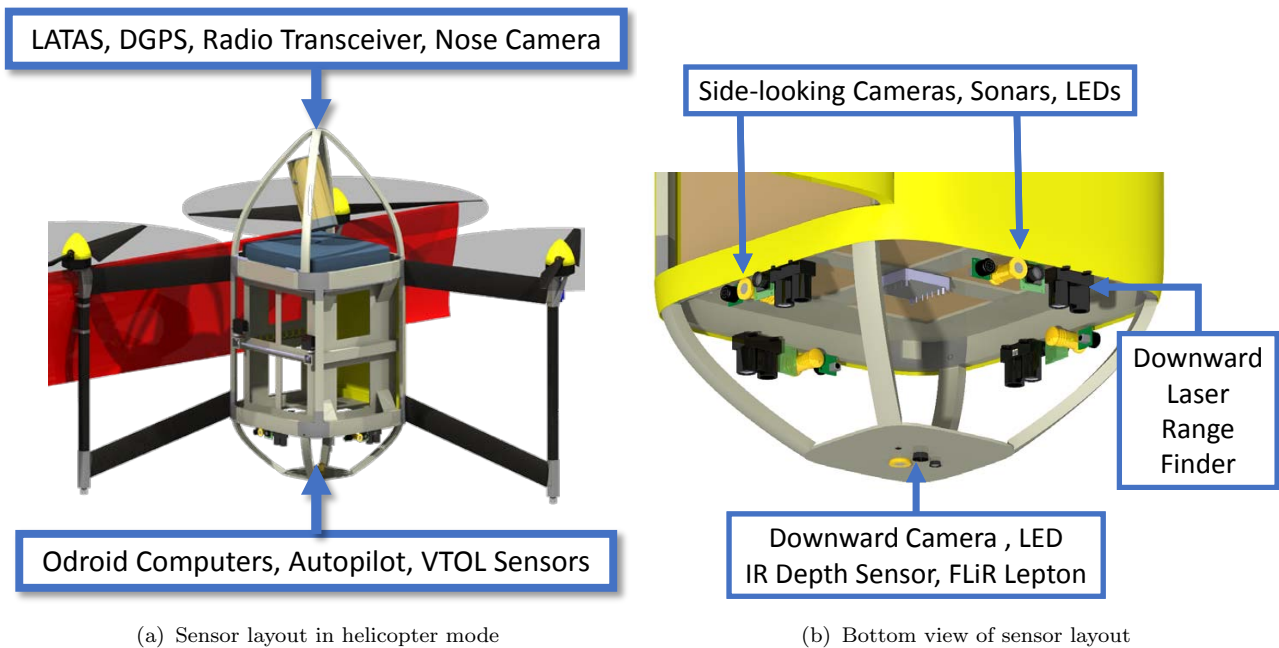 LATAS, DGPS, Radio Transceiver, Nose Camera
Odroid Computers, Autopilot, VTOL Sensors
(a) Sensor layout in helicopter mode
Side-looking Cameras, Sonars, LEDs
Downward
Laser
Range
Finder
Downward Camera , LED
IR Depth Sensor, FLiR Lepton
(b) Bottom view of sensor layout